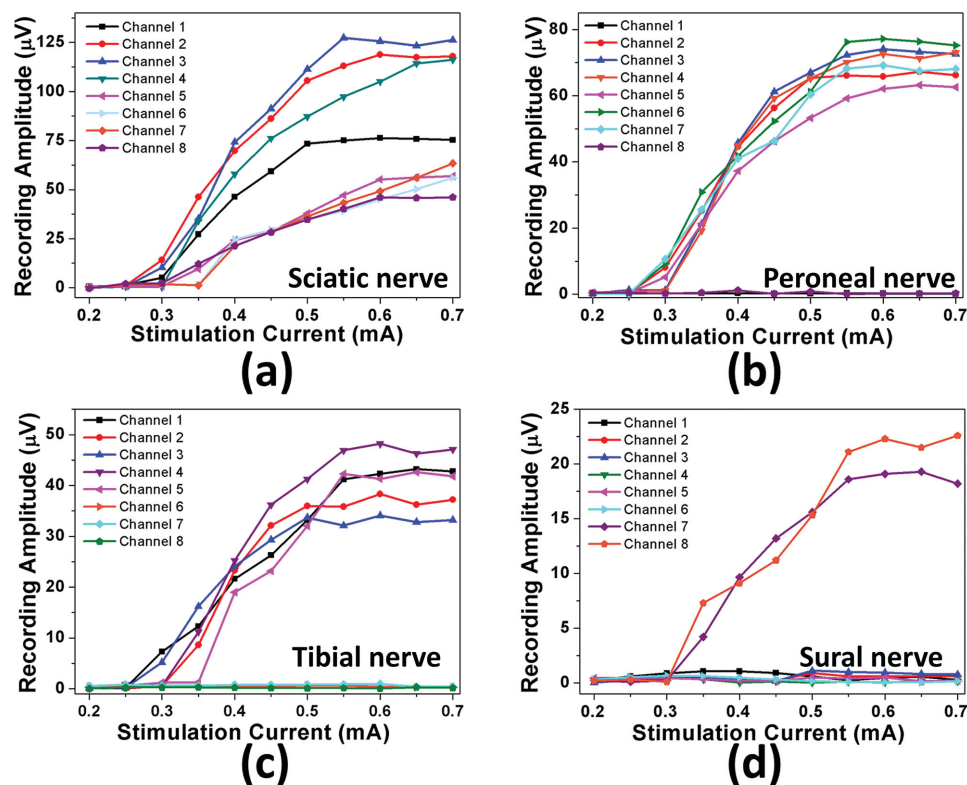 Recording Amplitude (μV)
125
100
75
50
25
0
Channel 1
Channel 2
Channel 3
Channel 4
Channel 5
Channel 6
Channel 7
Channel 8
Sciatic nerve
0.2 0.3 0.4 0.5 0.6 0.7
Stimulation Current (mA)
(a)
Recording Amplitude (μV)
80
60
40
20
0
Channel 1
Channel 2
Channel 3
Channel 4
Channel 5
Channel 6
Channel 7
Channel 8
Peroneal nerve
0.2 0.3 0.4 0.5 0.6 0.7
Stimulation Current (mA)
(b)
Recording Amplitude (μV)
50
40
30
20
10
0
Channel 1
Channel 2
Channel 3
Channel 4
Channel 5
Channel 6
Channel 7
Channel 8
Tibial nerve
0.2 0.3 0.4 0.5 0.6 0.7
Stimulation Current (mA)
(c)
Recording Amplitude (μV)
25
20
15
10
5
0
Channel 1
Channel 2
Channel 3
Channel 4
Channel 5
Channel 6
Channel 7
Channel 8
Sural nerve
0.2 0.3 0.4 0.5 0.6 0.7
Stimulation Current (mA)
(d)